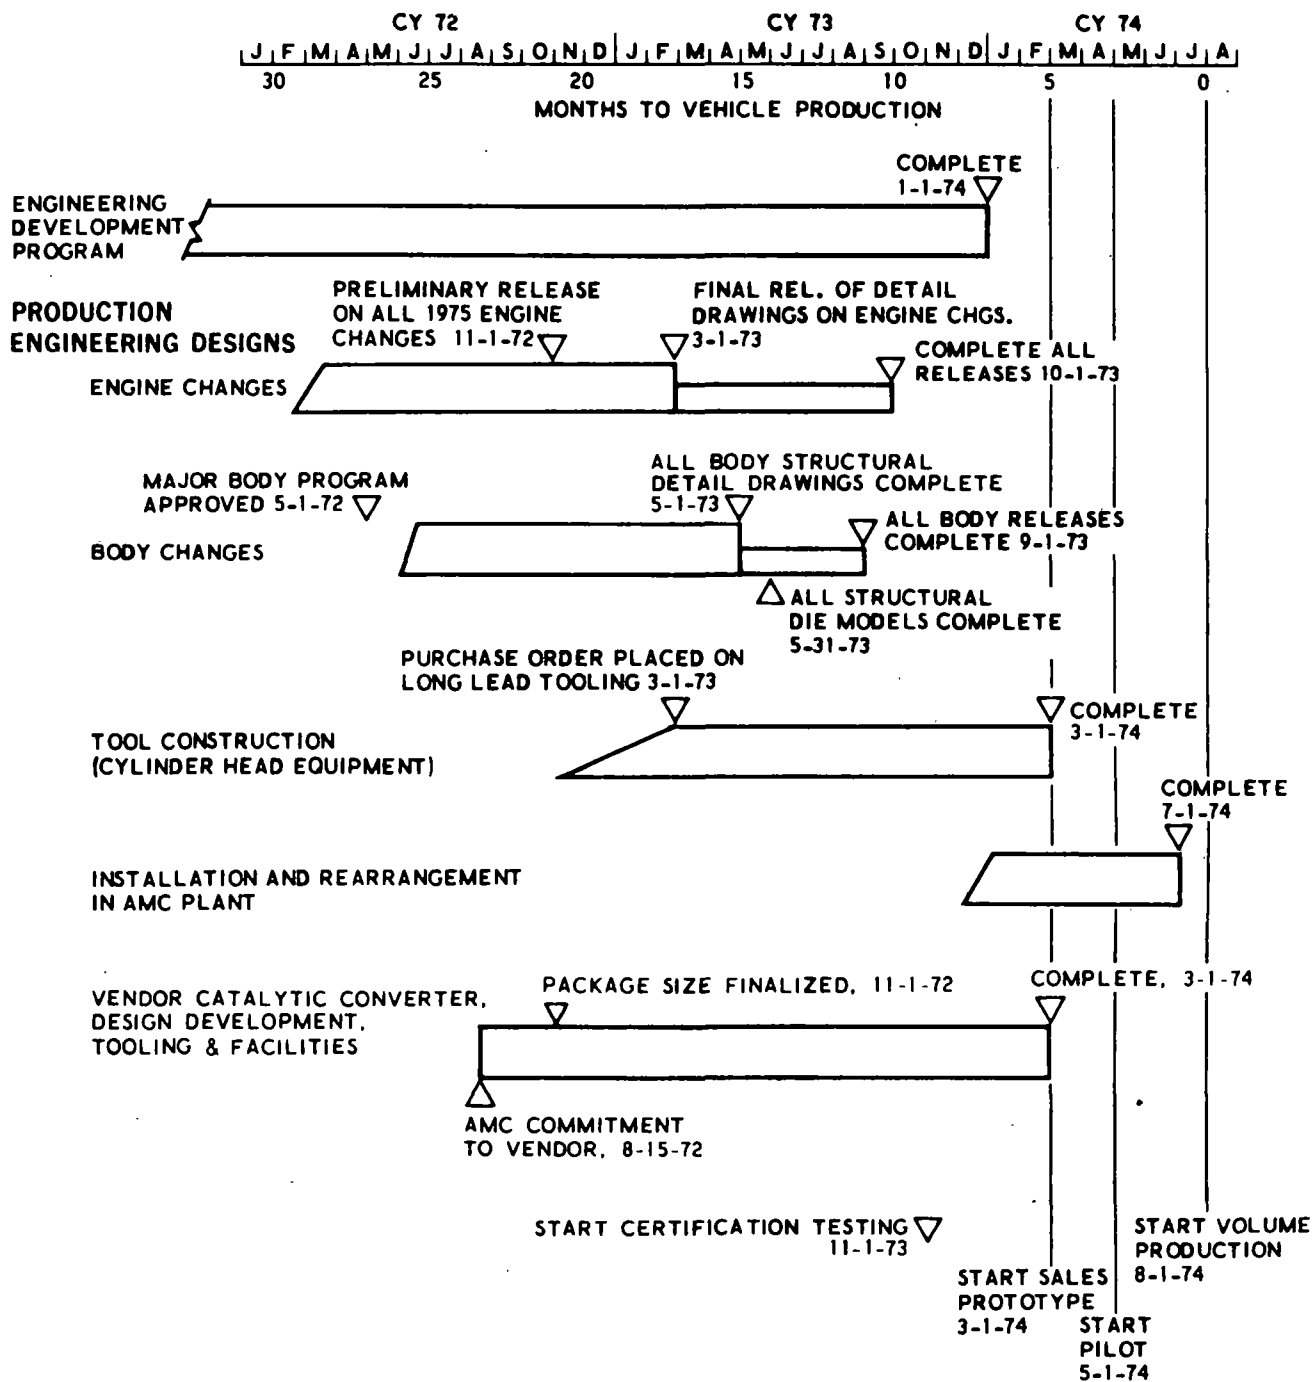 CY 72 CY 73 CY 74
J F M A M J J A S O N D J F M A M J J A S O N D J F M A M J J A
30 25 20 15 10 5 0
MONTHS TO VEHICLE PRODUCTION
COMPLETE
1-1-74
ENGINEERING
DEVELOPMENT
PROGRAM
PRODUCTION
ENGINEERING DESIGNS
PRELIMINARY RELEASE
ON ALL 1975 ENGINE
CHANGES 11-1-72
FINAL REL. OF DETAIL
DRAWINGS ON ENGINE CHGS.
3-1-73
COMPLETE ALL
RELEASES 10-1-73
ENGINE CHANGES
MAJOR BODY PROGRAM
APPROVED 5-1-72
ALL BODY STRUCTURAL
DETAIL DRAWINGS COMPLETE
5-1-73
ALL BODY RELEASES
COMPLETE 9-1-73
BODY CHANGES
ALL STRUCTURAL
DIE MODELS COMPLETE
5-31-73
PURCHASE ORDER PLACED ON
LONG LEAD TOOLING 3-1-73
COMPLETE
3-1-74
TOOL CONSTRUCTION
(CYLINDER HEAD EQUIPMENT)
COMPLETE
7-1-74
INSTALLATION AND REARRANGEMENT
IN AMC PLANT
PACKAGE SIZE FINALIZED, 11-1-72
COMPLETE, 3-1-74
VENDOR CATALYTIC CONVERTER,
DESIGN DEVELOPMENT,
TOOLING & FACILITIES
AMC COMMITMENT
TO VENDOR, 8-15-72
START CERTIFICATION TESTING
11-1-73
START VOLUME
PRODUCTION
8-1-74
START SALES
PROTOTYPE
3-1-74
START
PILOT
5-1-74